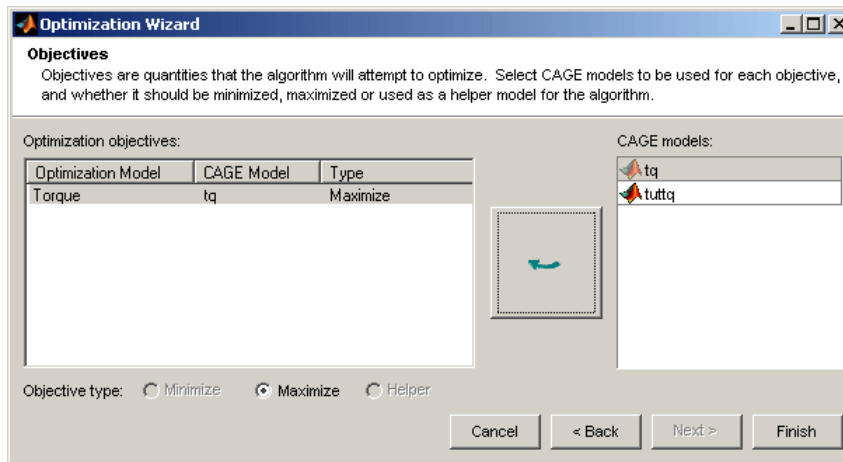 Optimization Wizard
Objectives
Objectives are quantities that the algorithm will attempt to optimize. Select CAGE models to be used for each objective,
and whether it should be minimized, maximized or used as a helper model for the algorithm.
Optimization objectives:
CAGE models:
Optimization Model CAGE Model Type
Torque tq Maximize
tq
tuttq
Objective type: Minimize Maximize Helper
Cancel < Back Next > Finish